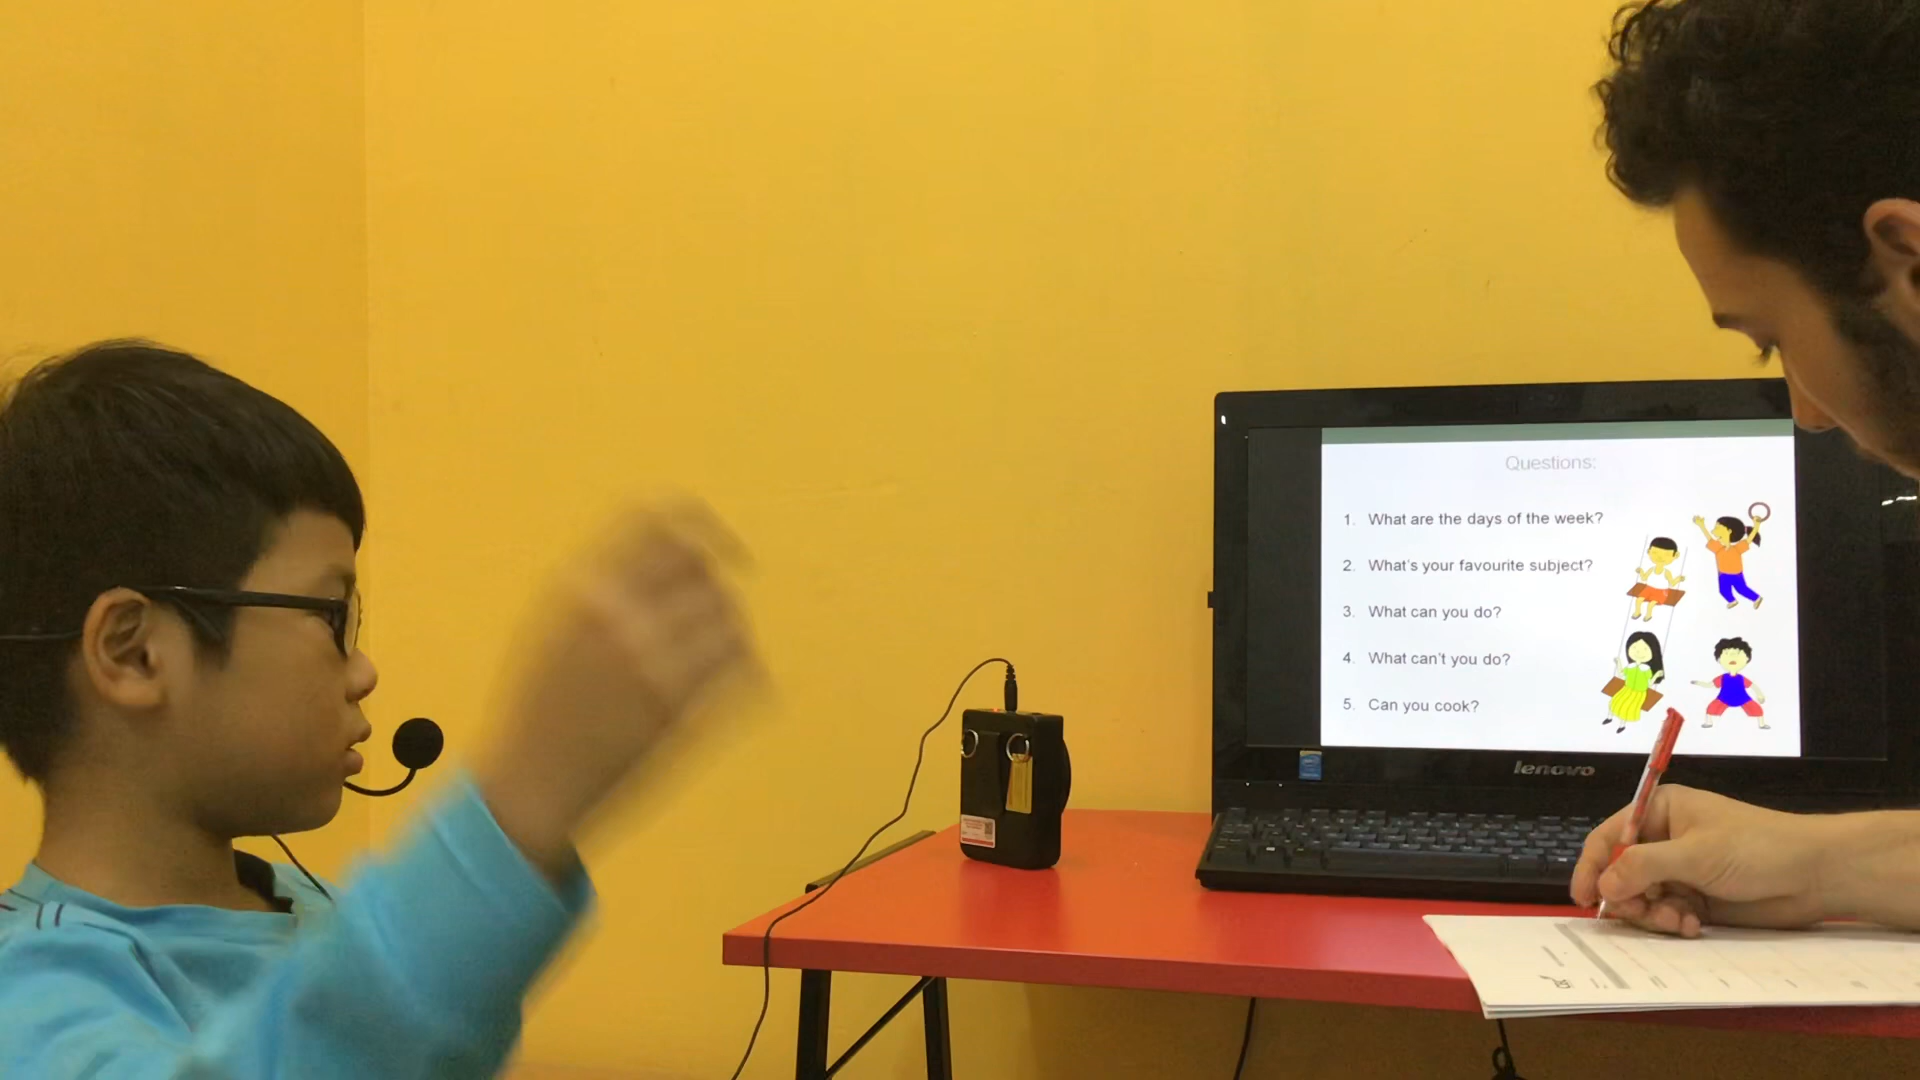 Questions:
1. What are the days of the week?
2. What's your favourite subject?
3. What can you do?
4. What can't you do?
5. Can you cook?
lenovo